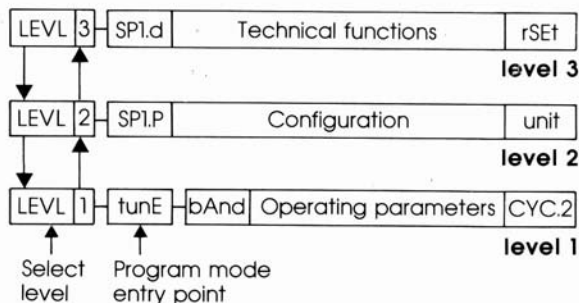 LEVL 3 SP1.d Technical functions rSEt
level 3
LEVL 2 SP1.P Configuration unit
level 2
LEVL 1 tunE bAnd Operating parameters CYC.2
level 1
Select level
Program mode entry point